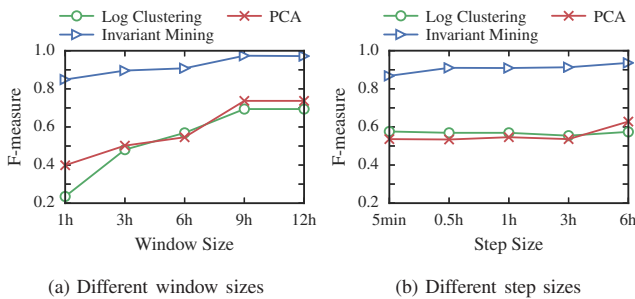 Log Clustering PCA
Invariant Mining
1.0
0.8
0.6
0.4
0.2
F-measure
1h 3h 6h 9h 12h
Window Size
(a) Different window sizes
Log Clustering PCA
Invariant Mining
1.0
0.8
0.6
0.4
0.2
F-measure
5min 0.5h 1h 3h 6h
Step Size
(b) Different step sizes